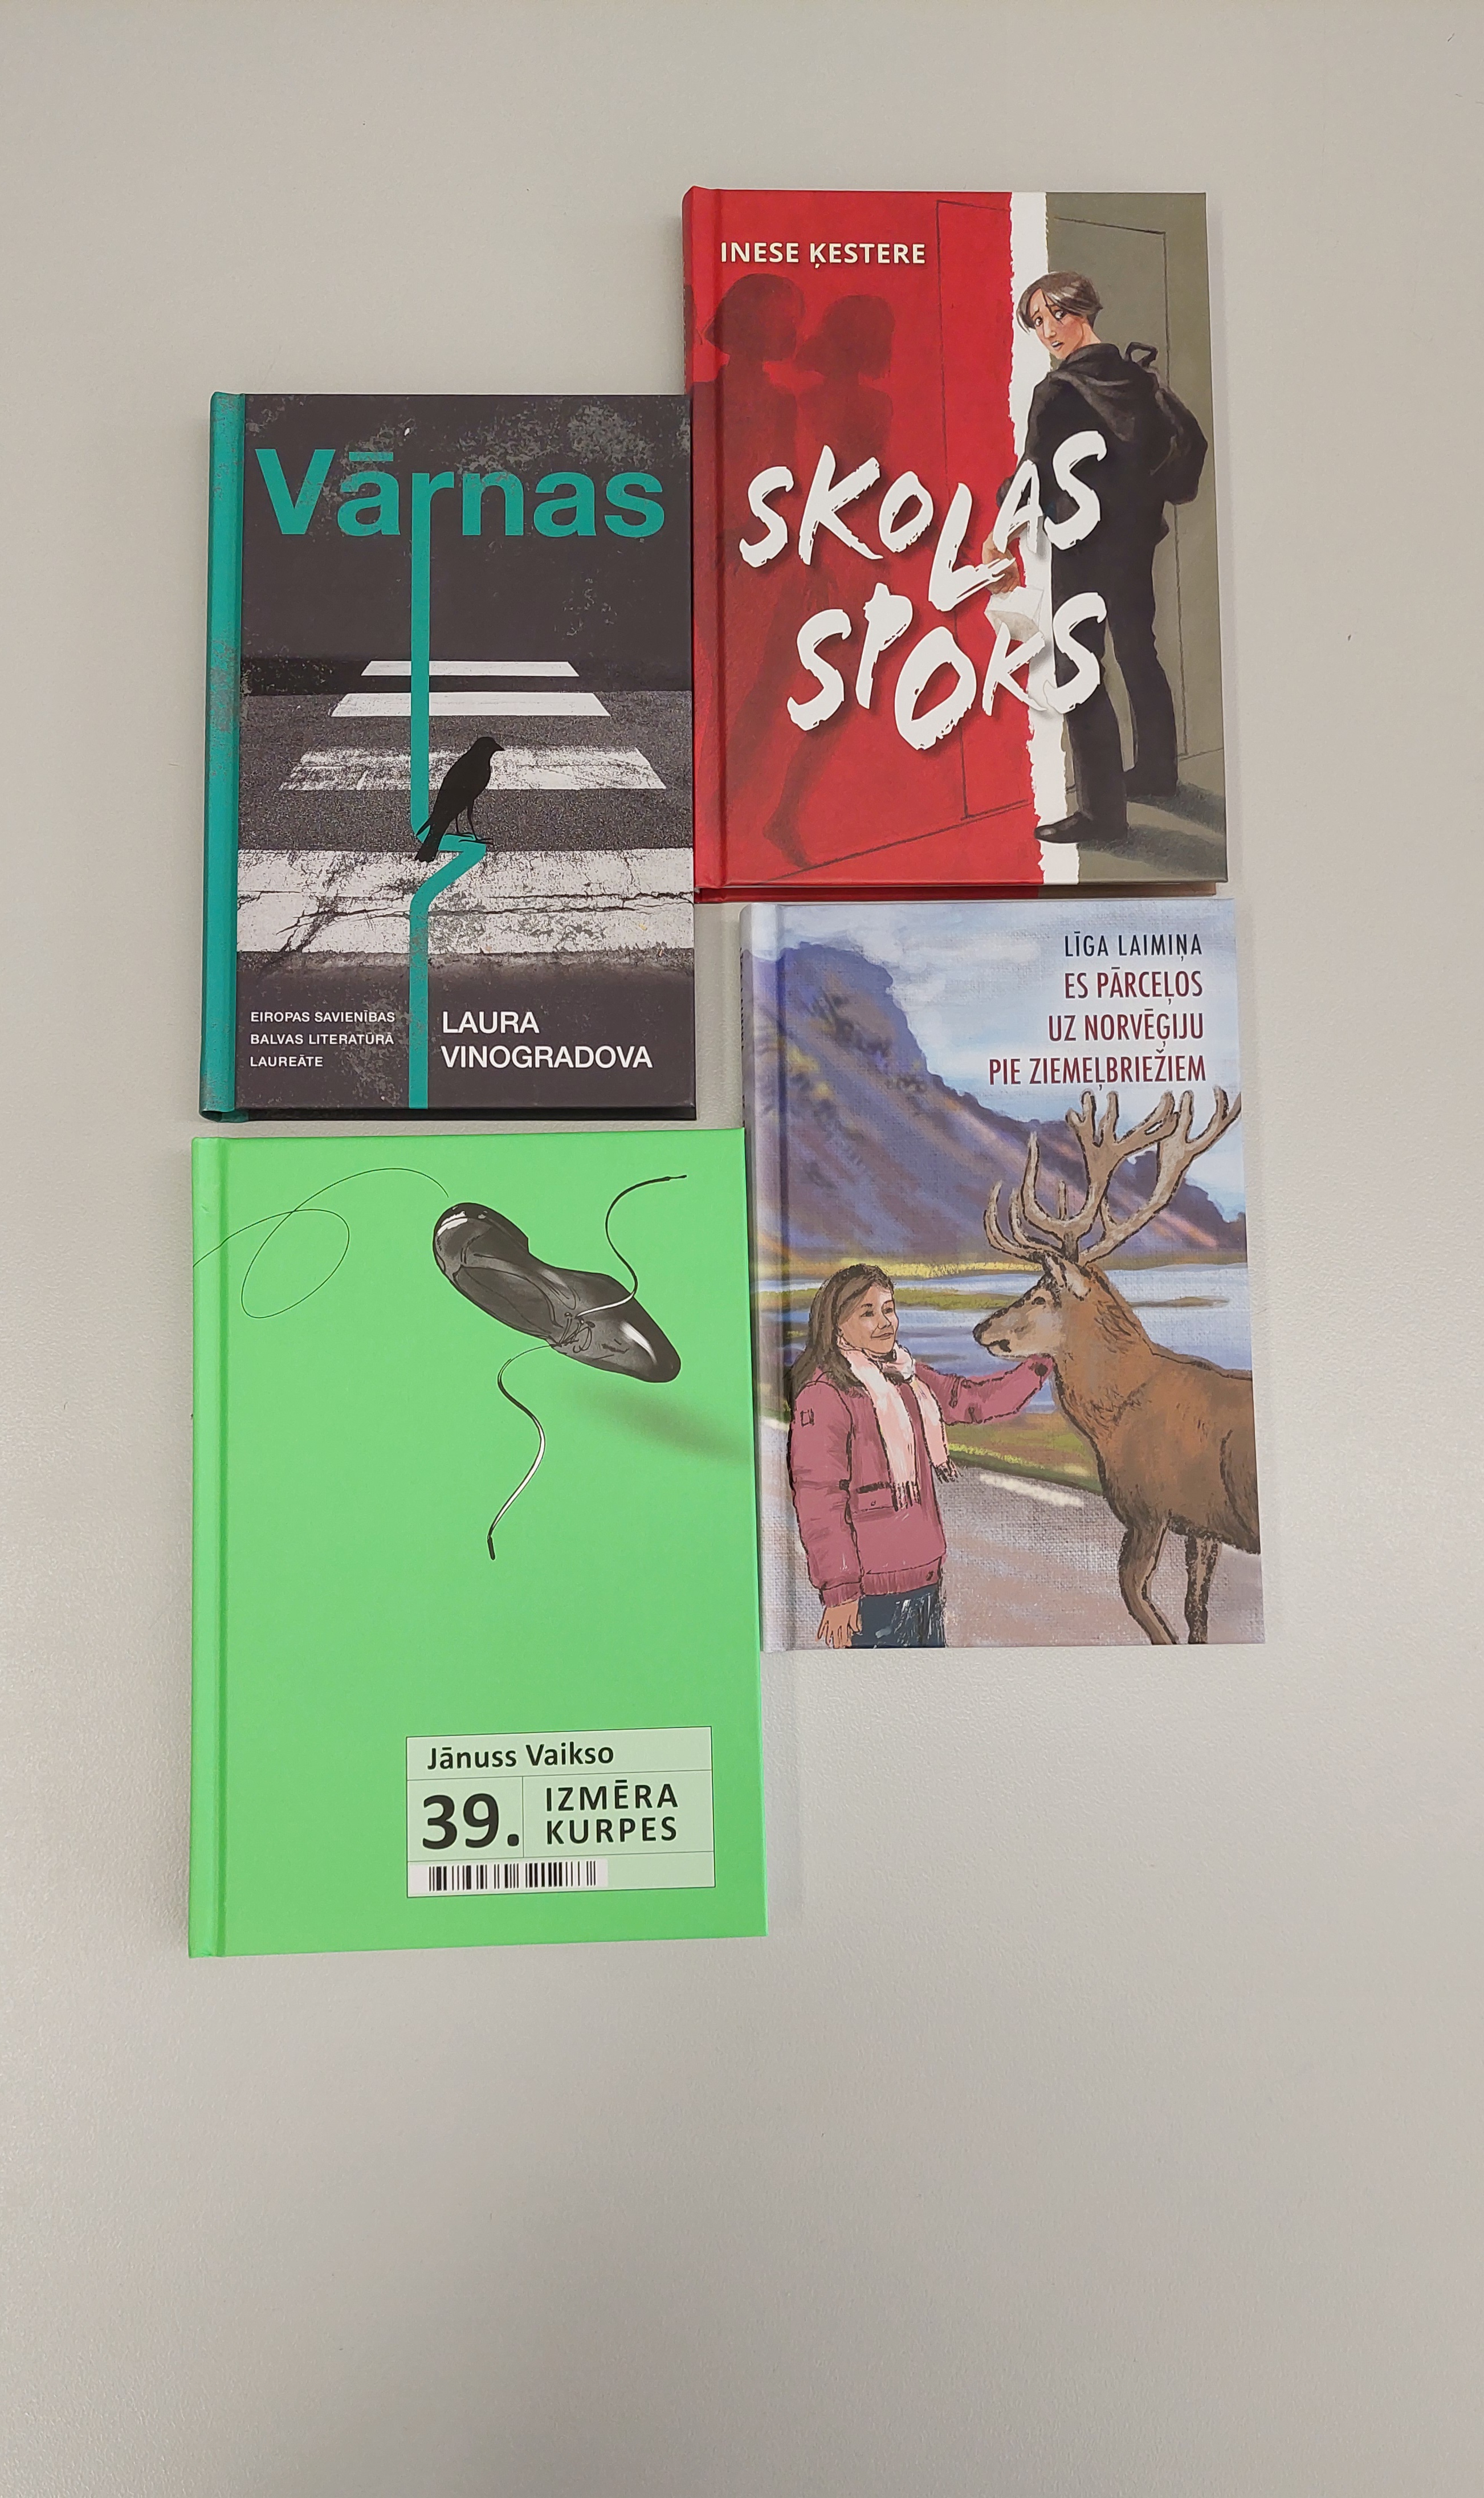 INESE ĶESTERE
SKOLAS
SPOKS
Vārnas
EIROPAS SAVIENĪBAS
BALVAS LITERATŪRĀ
LAUREĀTE
LAURA
VINOGRADOVA
LĪGA LAIMIŅA
ES PĀRCEĻOS
UZ NORVĒĢIJU
PIE ZIEMEĻBRIEŽIEM
Jānuss Vaikso
39. IZMĒRA
KURPES